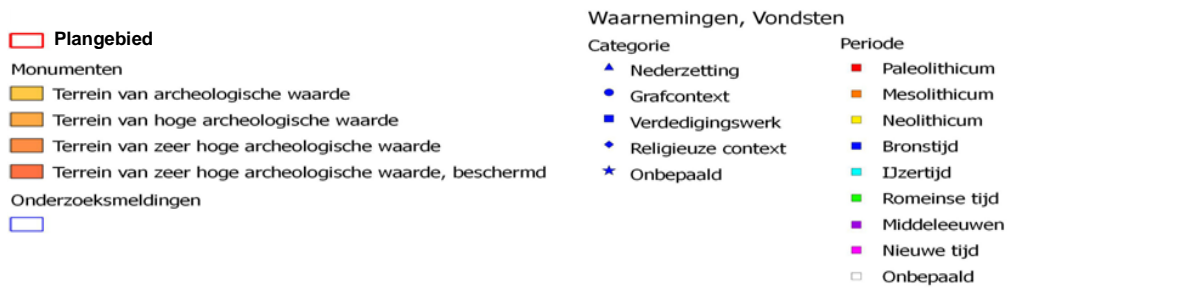 Plangebied
Monumenten
Terrein van archeologische waarde
Terrein van hoge archeologische waarde
Terrein van zeer hoge archeologische waarde
Terrein van zeer hoge archeologische waarde, beschermd
Onderzoeksmeldingen
Waarnemingen, Vondsten
Categorie
Nederzetting
Grafcontext
Verdedigingswerk
Religieuze context
Onbepaald
Periode
Paleolithicum
Mesolithicum
Neolithicum
Bronstijd
IJzertijd
Romeinse tijd
Middeleeuwen
Nieuwe tijd
Onbepaald